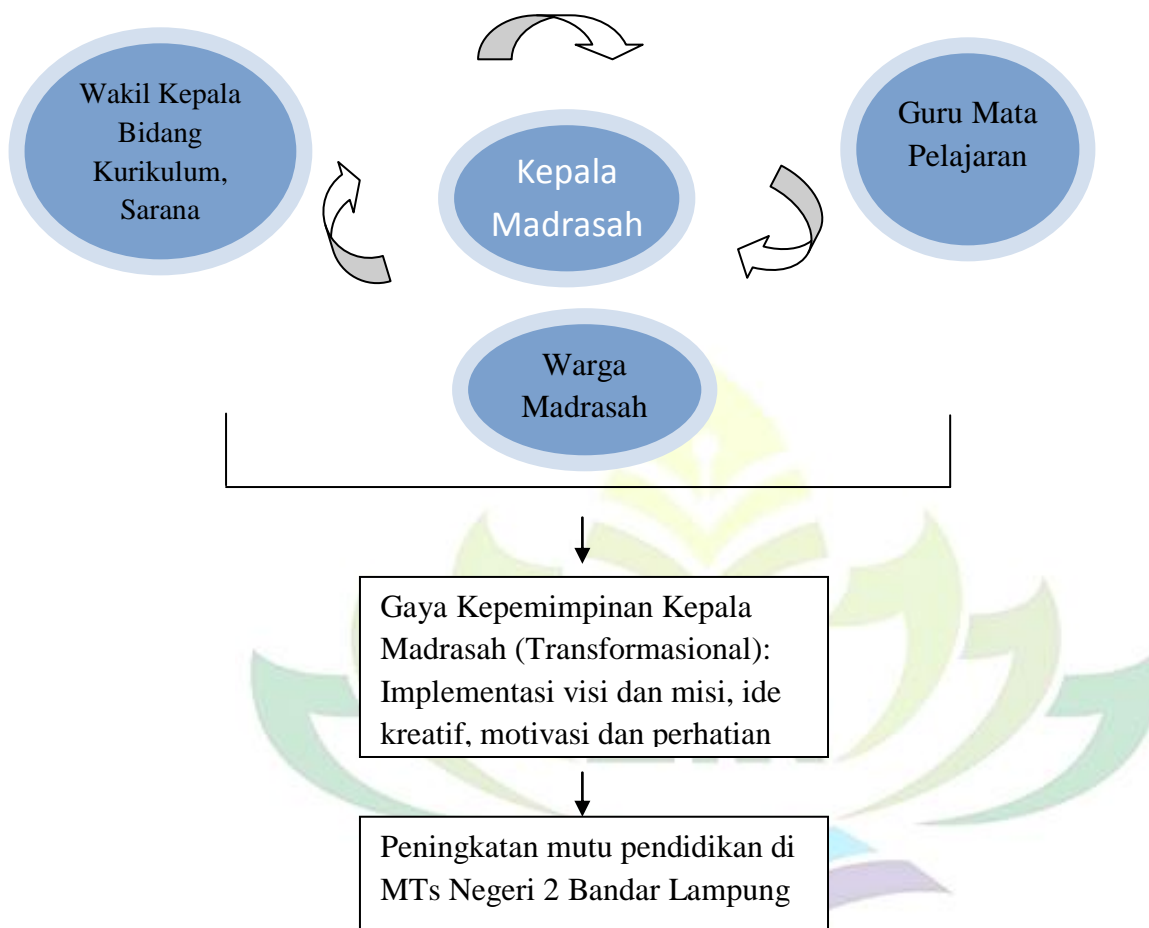 Wakil Kepala
Bidang
Kurikulum,
Sarana
Kepala
Madrasah
Guru Mata
Pelajaran
Warga
Madrasah
Gaya Kepemimpinan Kepala
Madrasah (Transformasional):
Implementasi visi dan misi, ide
kreatif, motivasi dan perhatian
Peningkatan mutu pendidikan di
MTs Negeri 2 Bandar Lampung